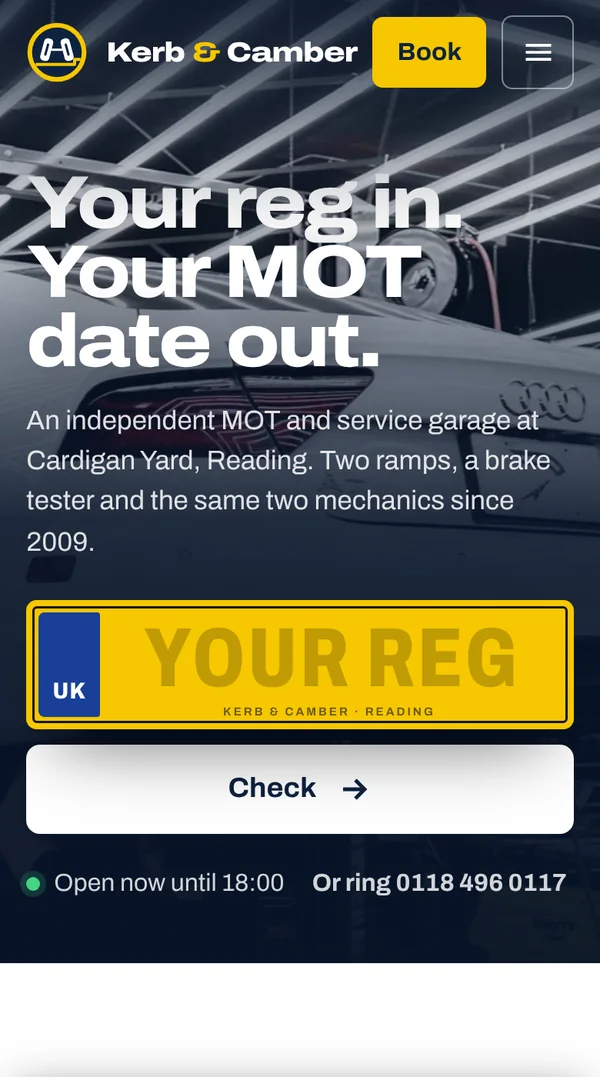 Kerb & Camber
Book
Your reg in.
Your MOT
date out.
An independent MOT and service garage at
Cardigan Yard, Reading. Two ramps, a brake
tester and the same two mechanics since
2009.
UK
YOUR REG
KERB & CAMBER · READING
Check →
Open now until 18:00
Or ring 0118 496 0117